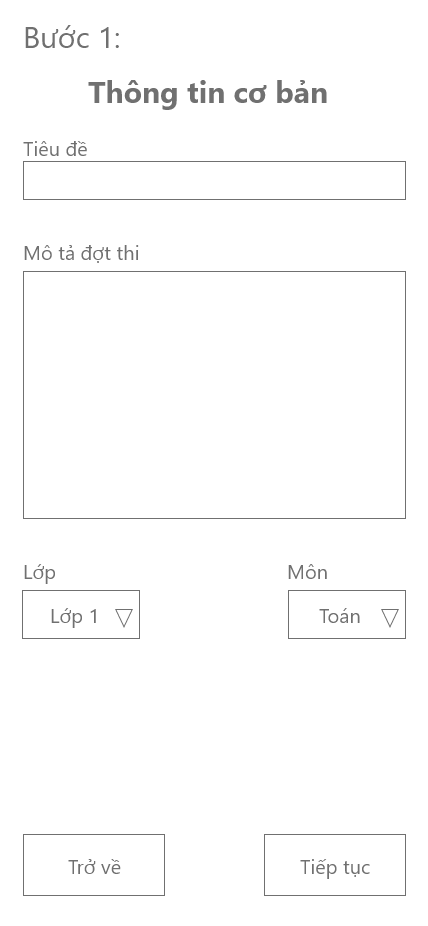 Bước 1:
Thông tin cơ bản
Tiêu đề
Mô tả đợt thi
Lớp
Môn
Lớp 1
Toán
Trở về
Tiếp tục